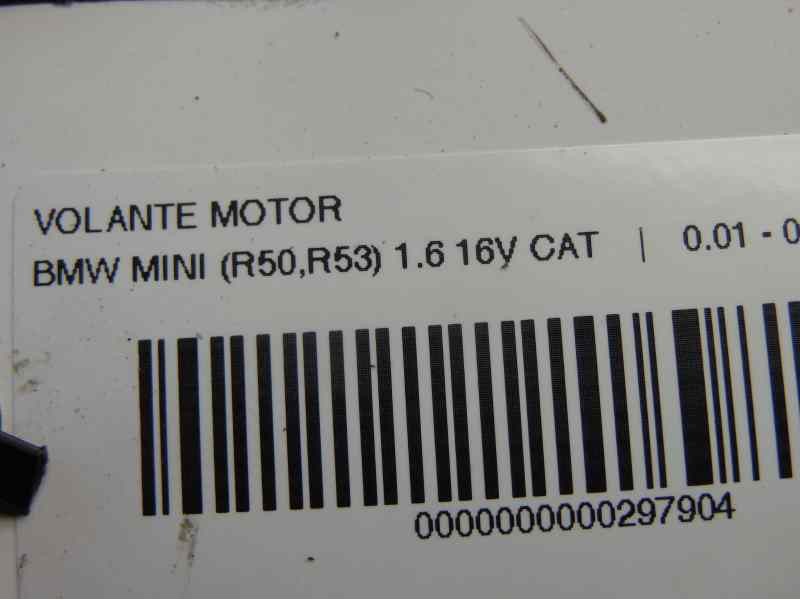 VOLANTE MOTOR
BMW MINI (R50,R53) 1.6 16V CAT | 0.01 - 0
0000000000297904